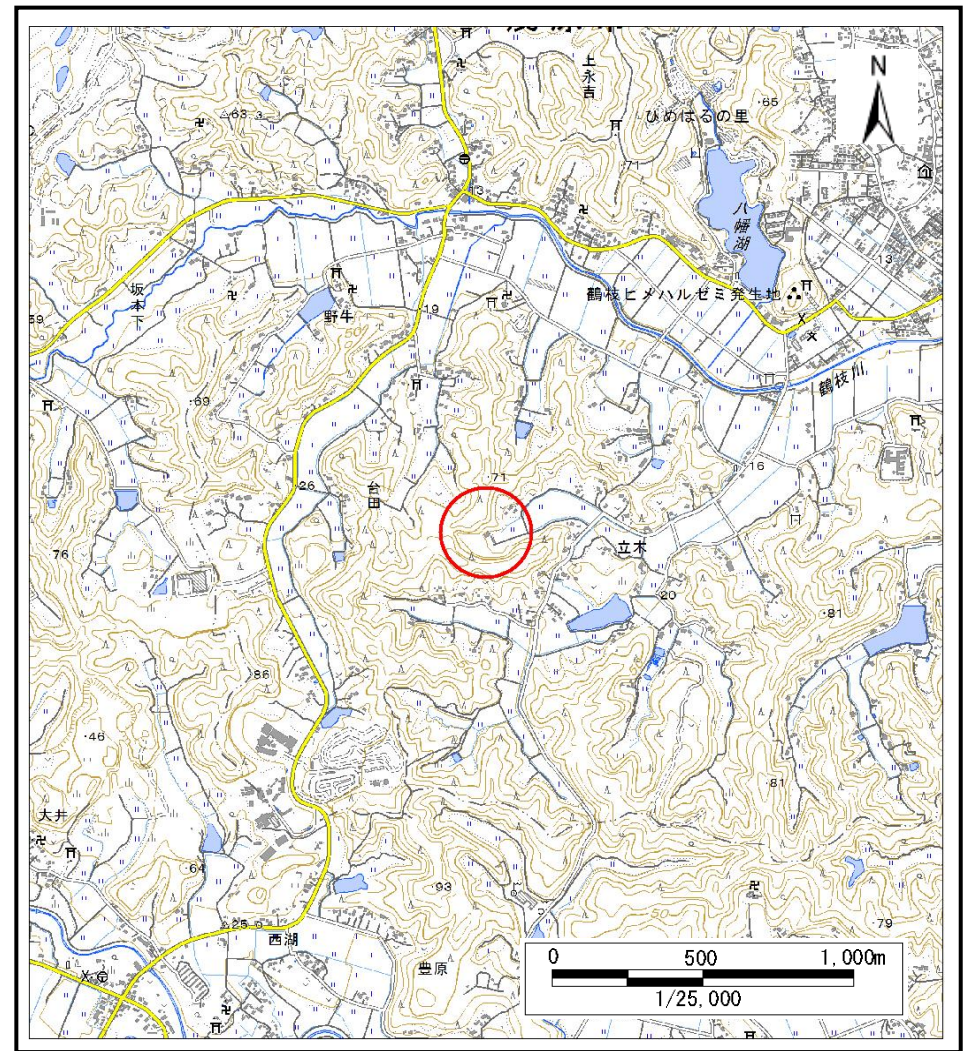 上永吉
N
63
65
ひめはるの里
71
13
八幡湖
13
坂本下
鶴枝ヒメハルゼミ発生地
野牛
19
59
鶴枝川
69
16
71
26
台田
立木
76
20
81
86
46
81
大井
64
93
79
25
西湖
豊原
50
0 500 1,000m
1/25,000